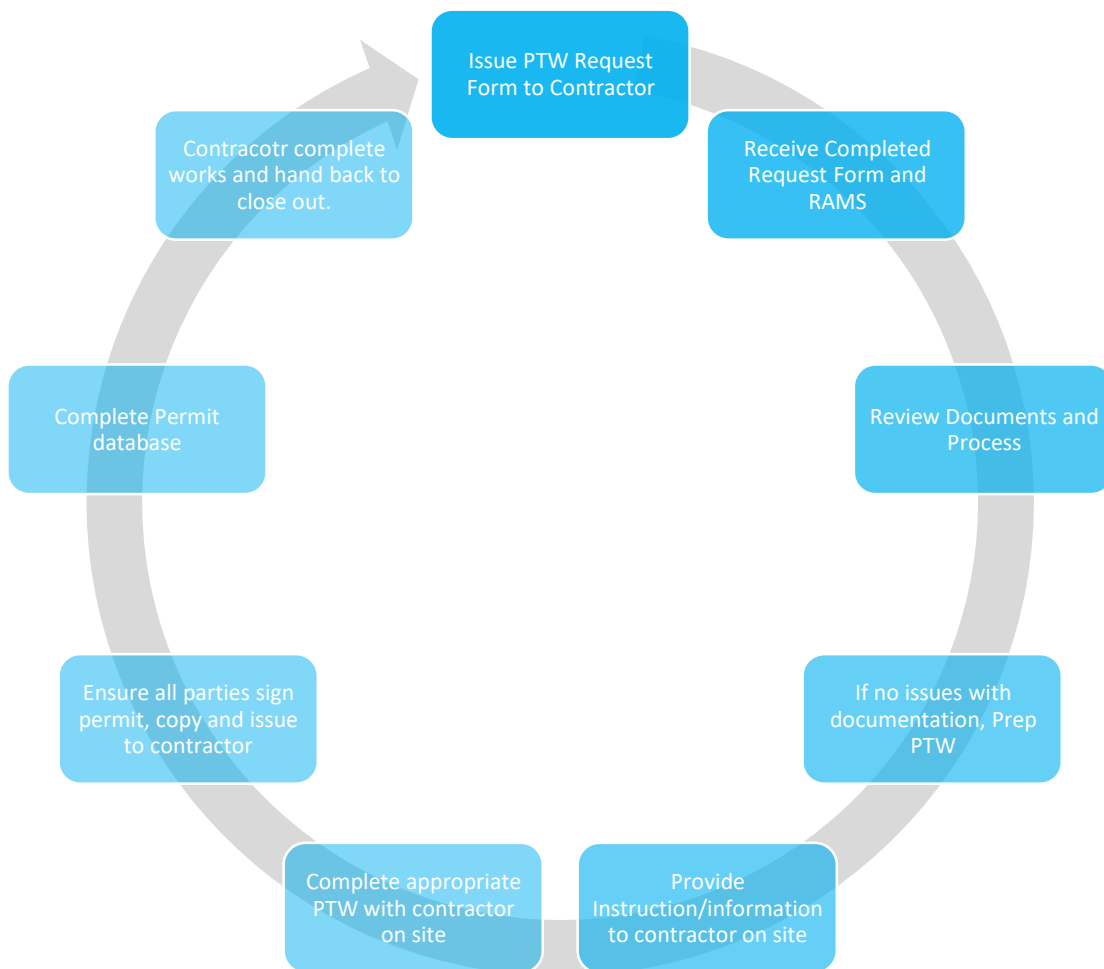 Issue PTW Request
Form to Contractor
Receive Completed
Request Form and
RAMS
Review Documents and
Process
If no issues with
documentation, Prep
PTW
Provide
Instruction/information
to contractor on site
Complete appropriate
PTW with contractor
on site
Ensure all parties sign
permit, copy and issue
to contractor
Complete Permit
database
Contracotr complete
works and hand back to
close out.